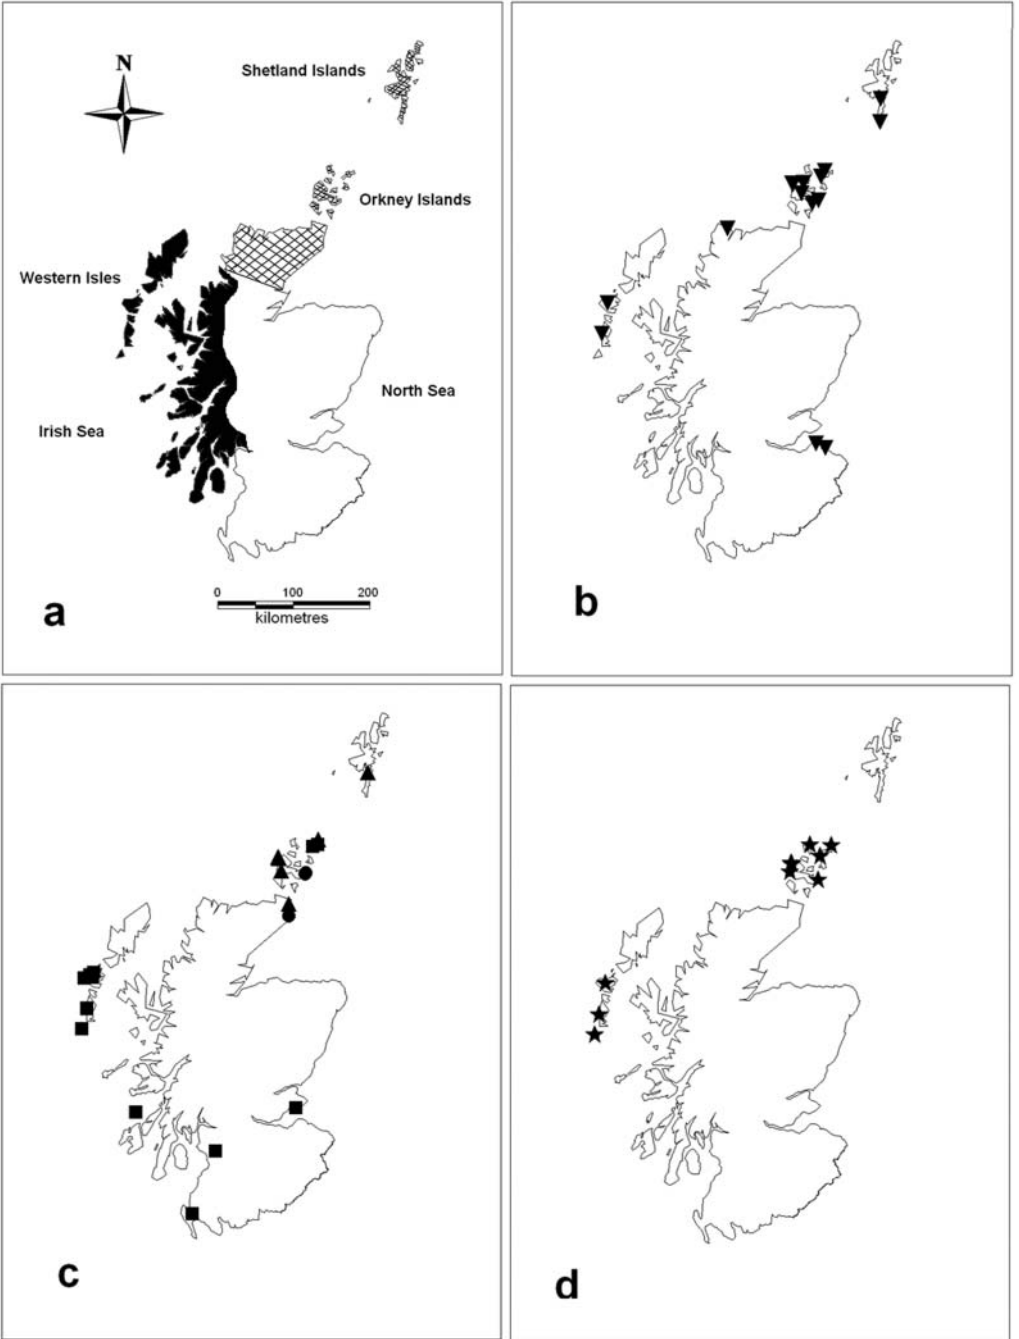 N
Shetland Islands
Orkney Islands
Western Isles
North Sea
Irish Sea
0 100 200
kilometres
a
b
c
d